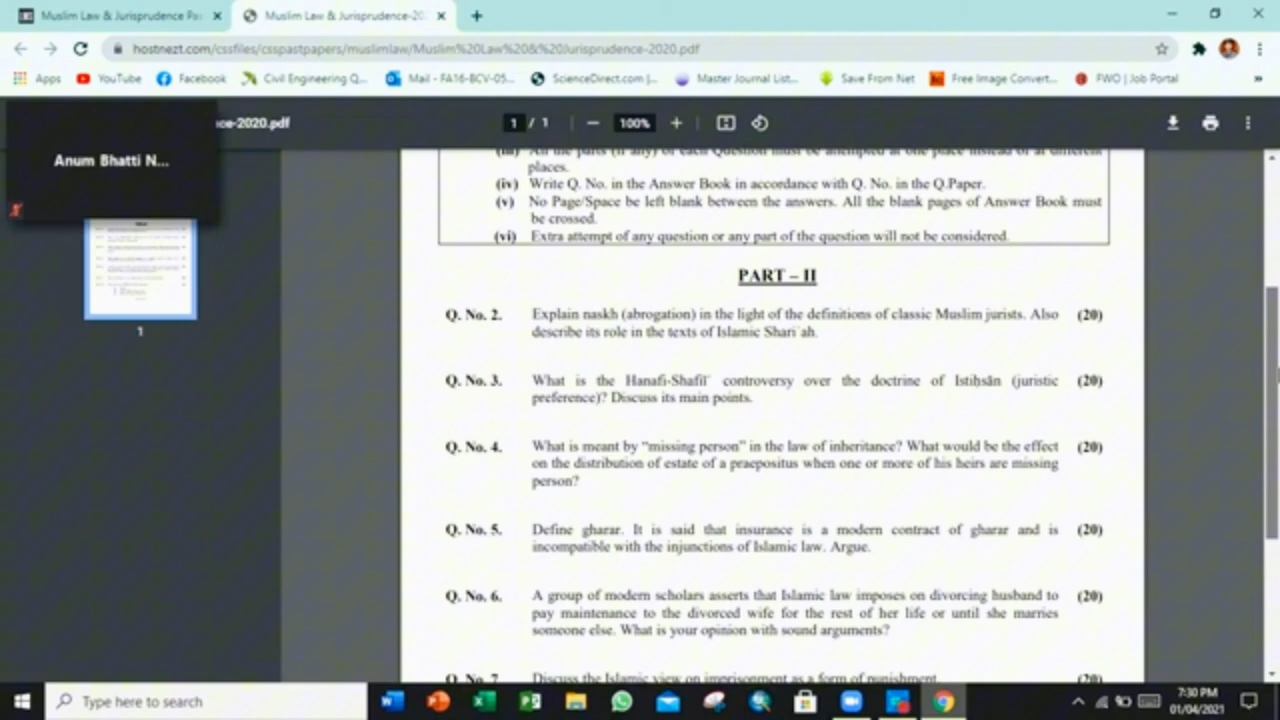 Muslim Law & Jurisprudence Pa
Muslim Law & Jurisprudence-20
hostnezt.com/cssfiles/csspastpapers/muslimlaw/Muslim%20Law%20&%20Jurisprudence-2020.pdf
Apps YouTube Facebook Civil Engineering Q... Mail - FA16-BCV-05... ScienceDirect.com |... Master Journal List... Save From Net Free Image Convert... FWO | Job Portal »
ce-2020.pdf 1 / 1 — 100% +
Anum Bhatti N...
1
(iii) All the parts (if any) of each Question must be attempted at one place instead of at different
places.
(iv) Write Q. No. in the Answer Book in accordance with Q. No. in the Q.Paper.
(v) No Page/Space be left blank between the answers. All the blank pages of Answer Book must
be crossed.
(vi) Extra attempt of any question or any part of the question will not be considered.
PART – II
Q. No. 2. Explain naskh (abrogation) in the light of the definitions of classic Muslim jurists. Also (20)
describe its role in the texts of Islamic Shari`ah.
Q. No. 3. What is the Hanafi-Shafīī controversy over the doctrine of Istiḥsān (juristic (20)
preference)? Discuss its main points.
Q. No. 4. What is meant by “missing person” in the law of inheritance? What would be the effect (20)
on the distribution of estate of a praepositus when one or more of his heirs are missing
person?
Q. No. 5. Define gharar. It is said that insurance is a modern contract of gharar and is (20)
incompatible with the injunctions of Islamic law. Argue.
Q. No. 6. A group of modern scholars asserts that Islamic law imposes on divorcing husband to (20)
pay maintenance to the divorced wife for the rest of her life or until she marries
someone else. What is your opinion with sound arguments?
Q. No. 7. Discuss the Islamic view on imprisonment as a form of punishment. (20)
Type here to search
7:30 PM
01/04/2021